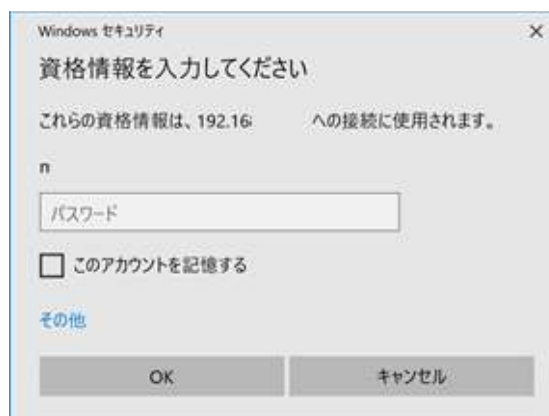 Windows セキュリティ
資格情報を入力してください
これらの資格情報は、192.16 への接続に使用されます。
n
パスワード
このアカウントを記憶する
その他
OK キャンセル